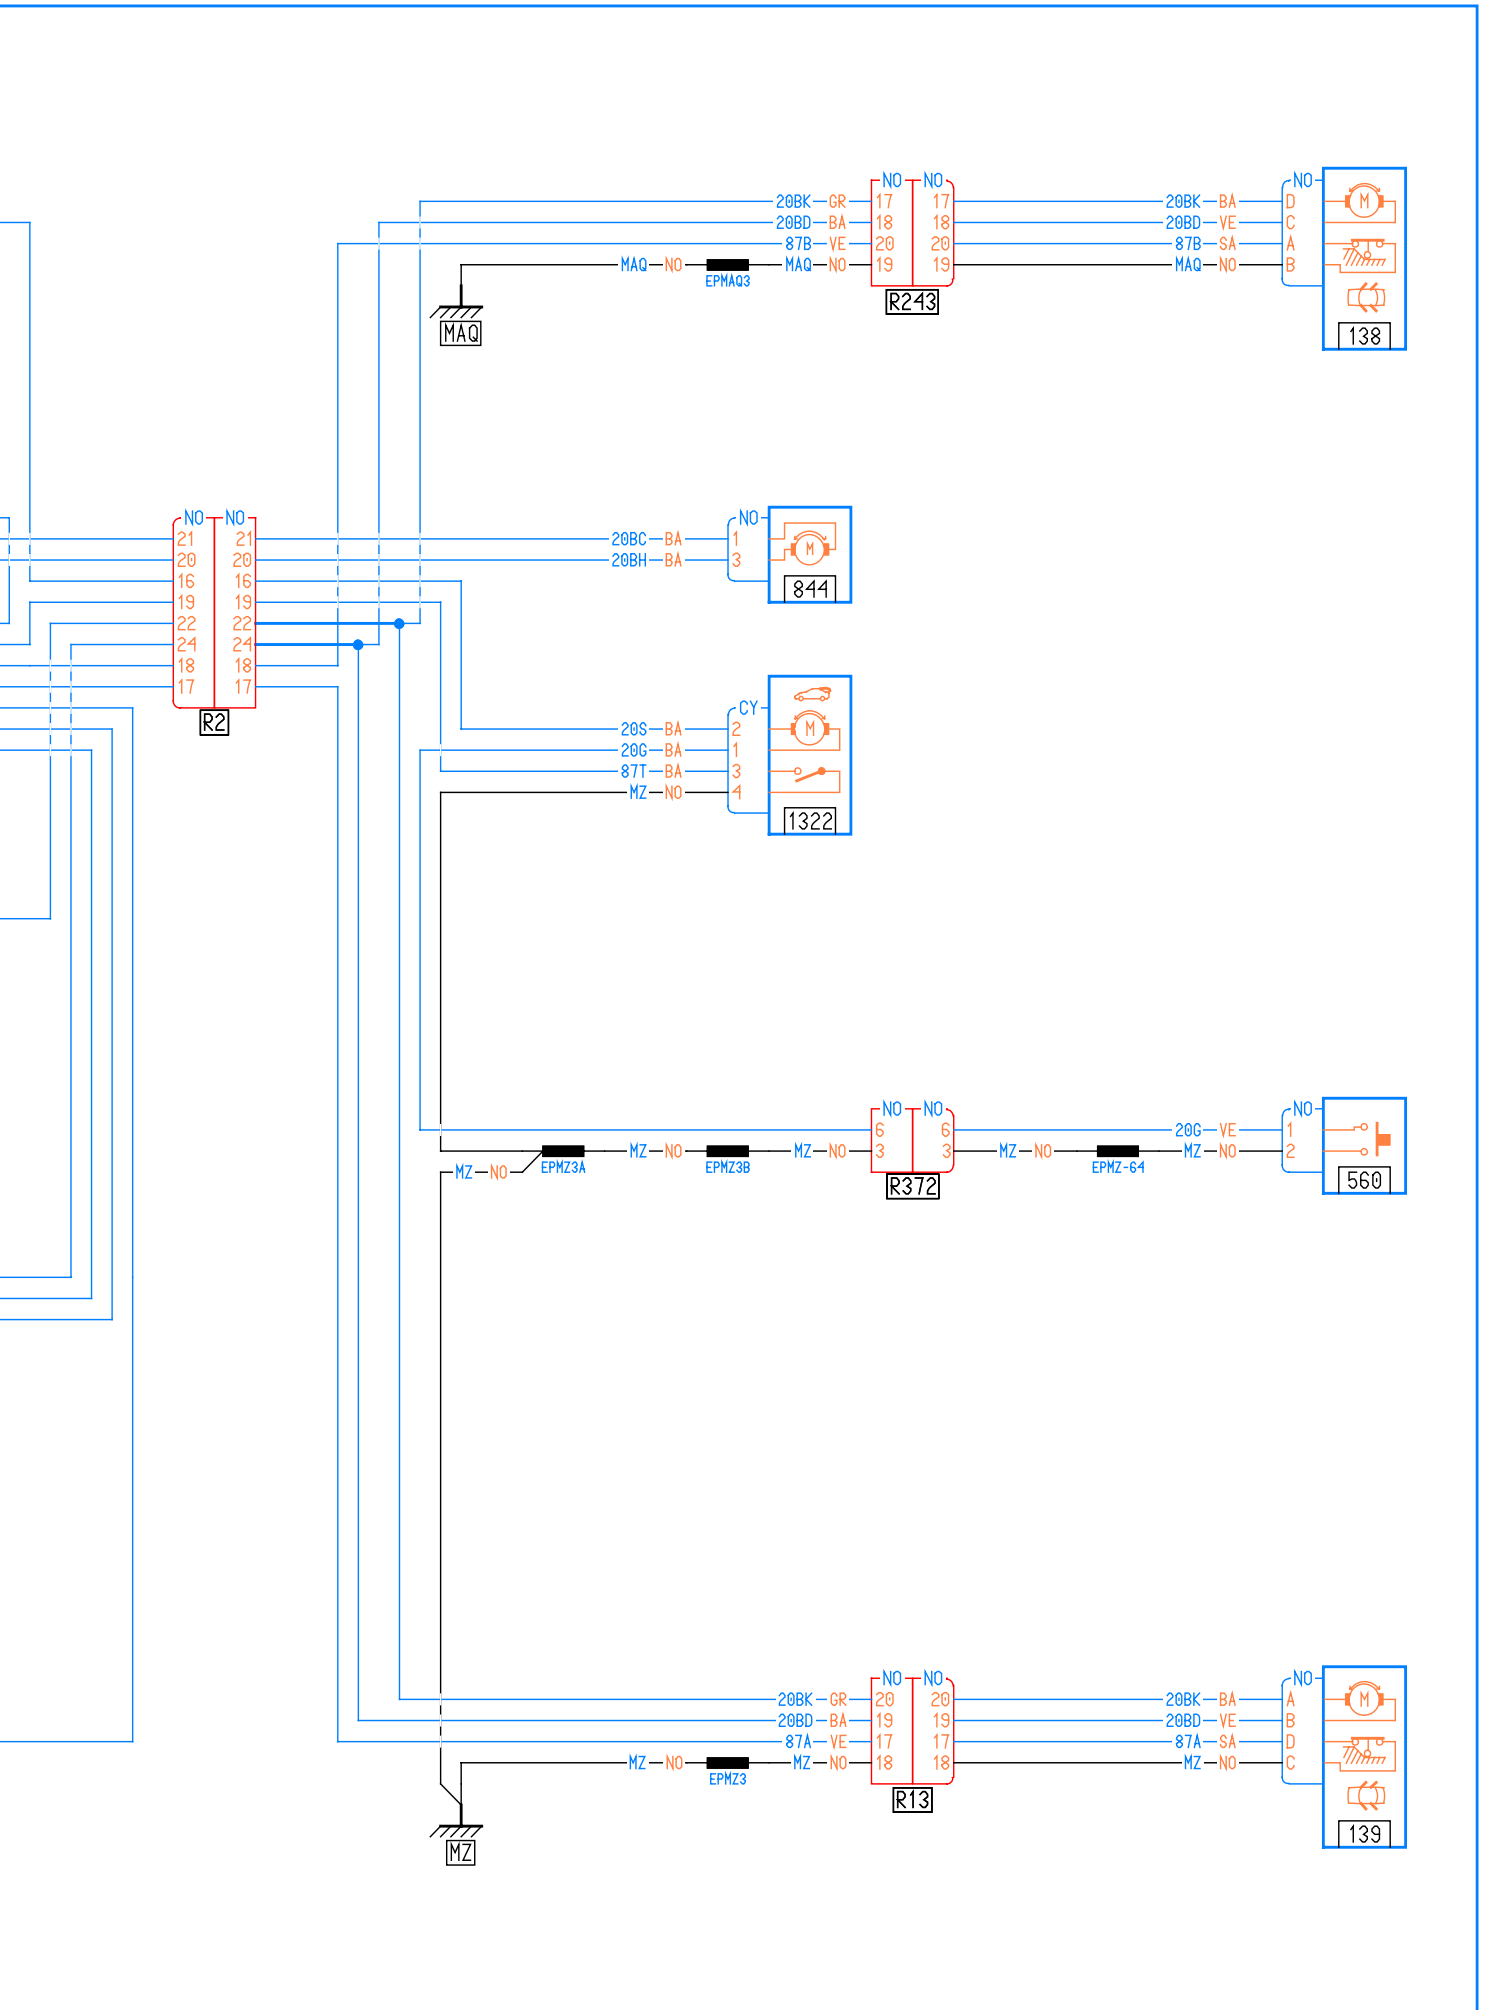 NO NO NO
20BK GR 17 17 20BK BA D M
20BD BA 18 18 20BD VE C
87B VE 20 20 87B SA A
MAQ NO MAQ NO 19 19 MAQ NO B
EPMAQ3
R243
MAQ
138
NO NO NO
21 21 20BC BA 1
20 20 20BH BA 3 M
16 16
844
19 19
22 22
24 24
18 18
17 17
R2
CY
20S BA 2 M
20G BA 1
87T BA 3
MZ NO 4
1322
NO NO NO
6 6 20G VE 1
MZ NO MZ NO 3 3 MZ NO MZ NO 2
EPMZ3A EPMZ3B EPMZ-64
MZ NO
R372 560
NO NO NO
20BK GR 20 20 20BK BA A M
20BD BA 19 19 20BD VE B
87A VE 17 17 87A SA D
MZ NO MZ NO 18 18 MZ NO C
EPMZ3
R13
139
MZ